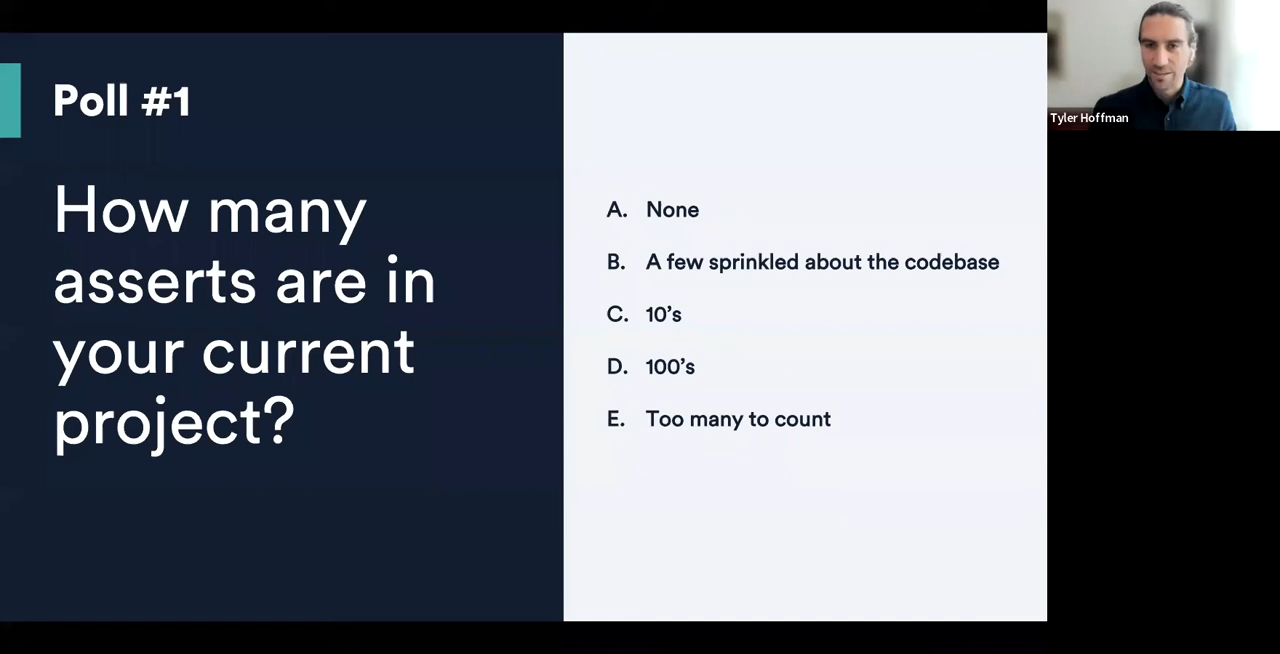 Poll #1
How many
asserts are in
your current
project?
A. None
B. A few sprinkled about the codebase
C. 10’s
D. 100’s
E. Too many to count
Tyler Hoffman